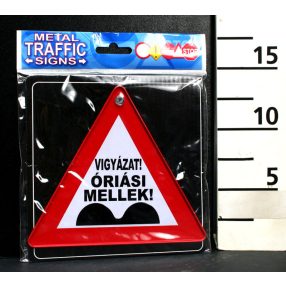 METAL
TRAFFIC
SIGNS
STOP
VIGYÁZAT!
ÓRIÁSI
MELLEK!
15
10
5